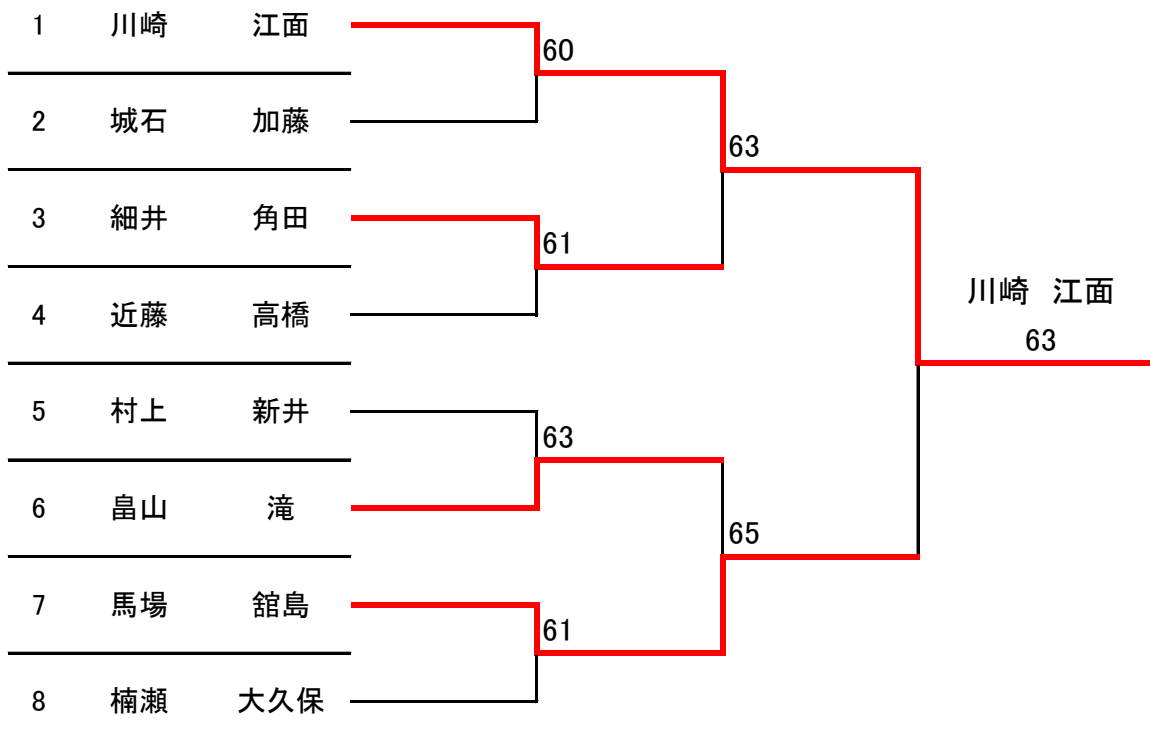 1 川崎 江面
60
2 城石 加藤
63
3 細井 角田
61
川崎 江面
4 近藤 高橋
63
5 村上 新井
63
6 畠山 滝
65
7 馬場 舘島
61
8 楠瀬 大久保